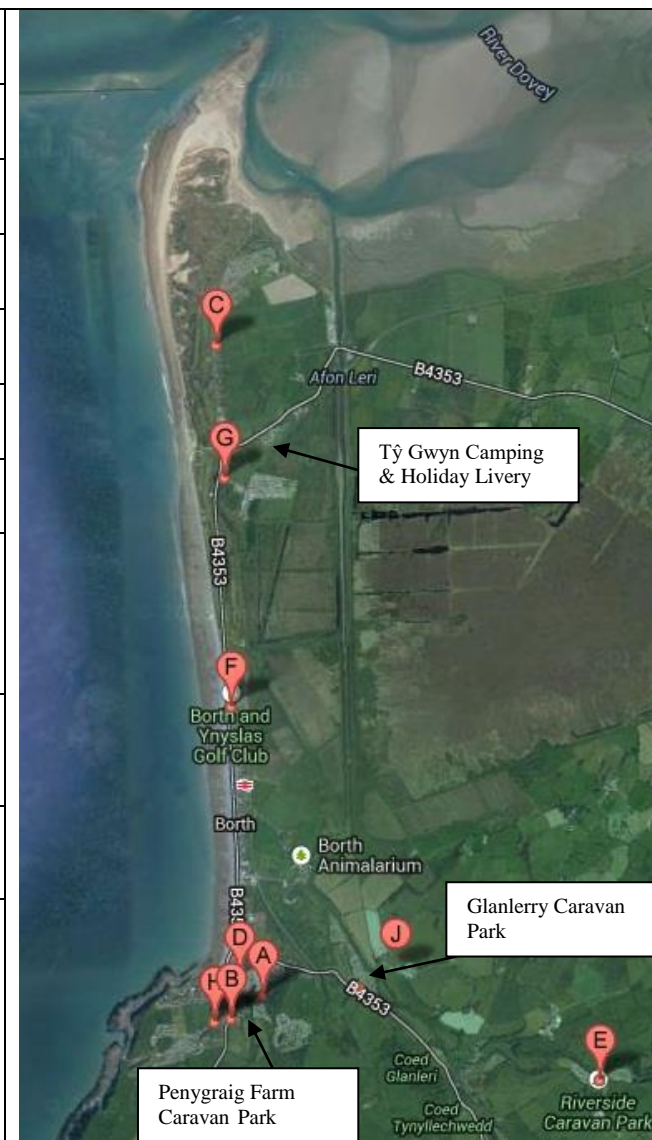 River Dovey
C
Afon Leri
B4353
G
Tŷ Gwyn Camping
& Holiday Livery
B4353
F
Borth and
Ynyslas
Golf Club
Borth
Borth
Animalarium
Glanlerry Caravan
Park
J
D
A
H
B
B4353
E
Coed
Glanleri
Riverside
Caravan Park
Penygraig Farm
Caravan Park
Coed
Tynyllechwedd